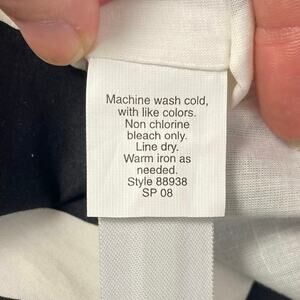 Machine wash cold,
with like colors.
Non chlorine
bleach only.
Line dry.
Warm iron as
needed.
Style 88938
SP 08